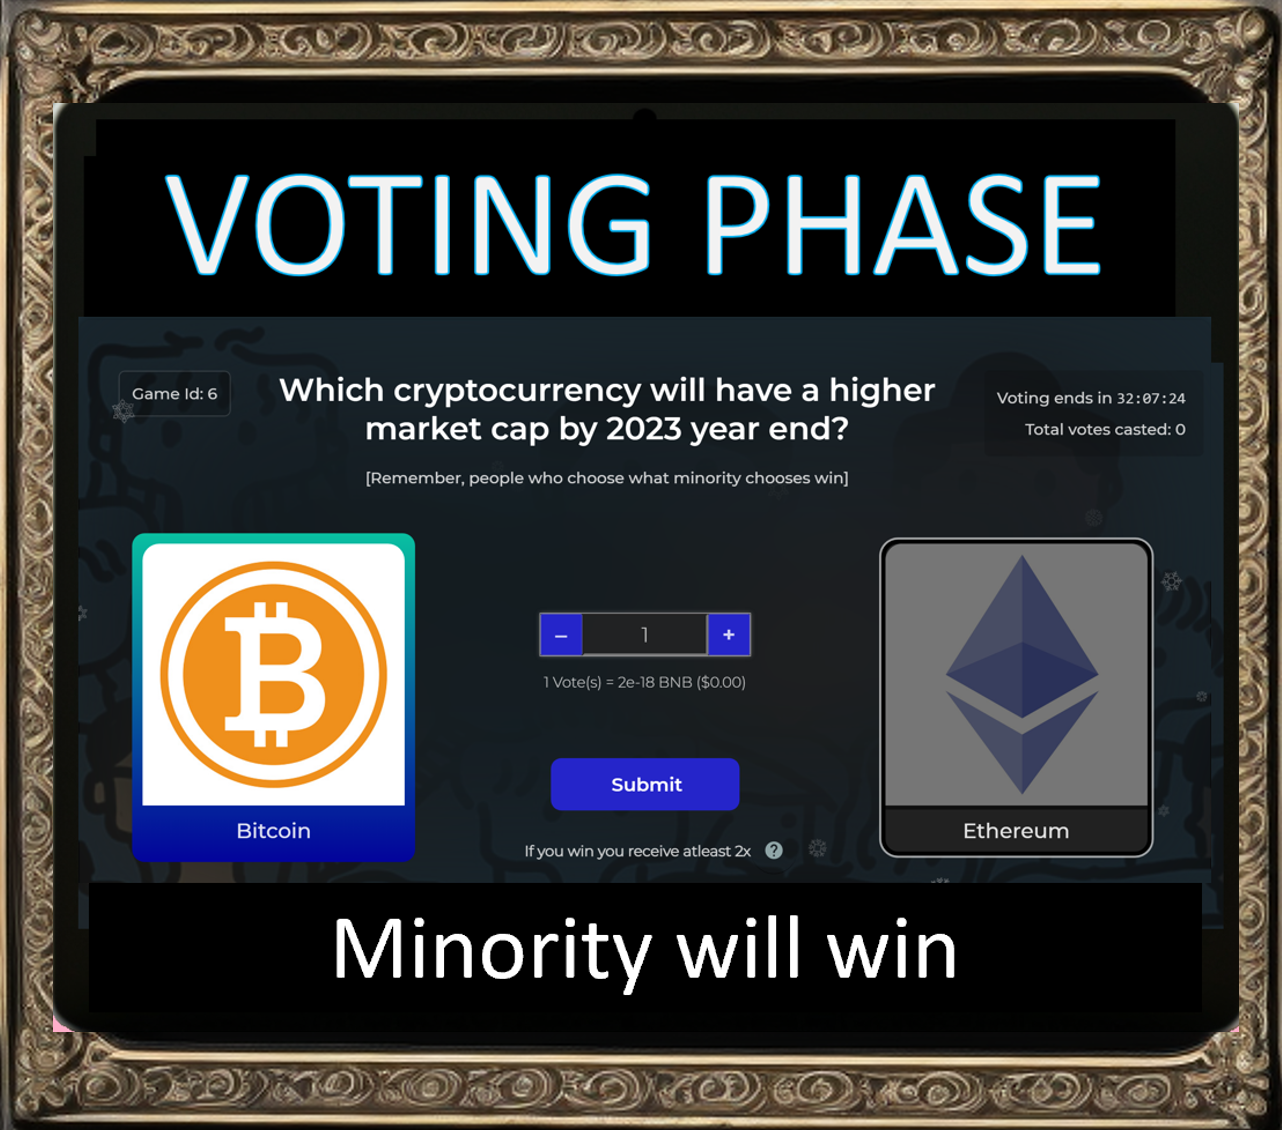 VOTING PHASE
Game Id: 6
Which cryptocurrency will have a higher
market cap by 2023 year end?
[Remember, people who choose what minority chooses win]
Voting ends in 32:07:24
Total votes casted: 0
Bitcoin
– 1 +
1 Vote(s) = 2e-18 BNB ($0.00)
Submit
If you win you receive atleast 2x ?
Ethereum
Minority will win